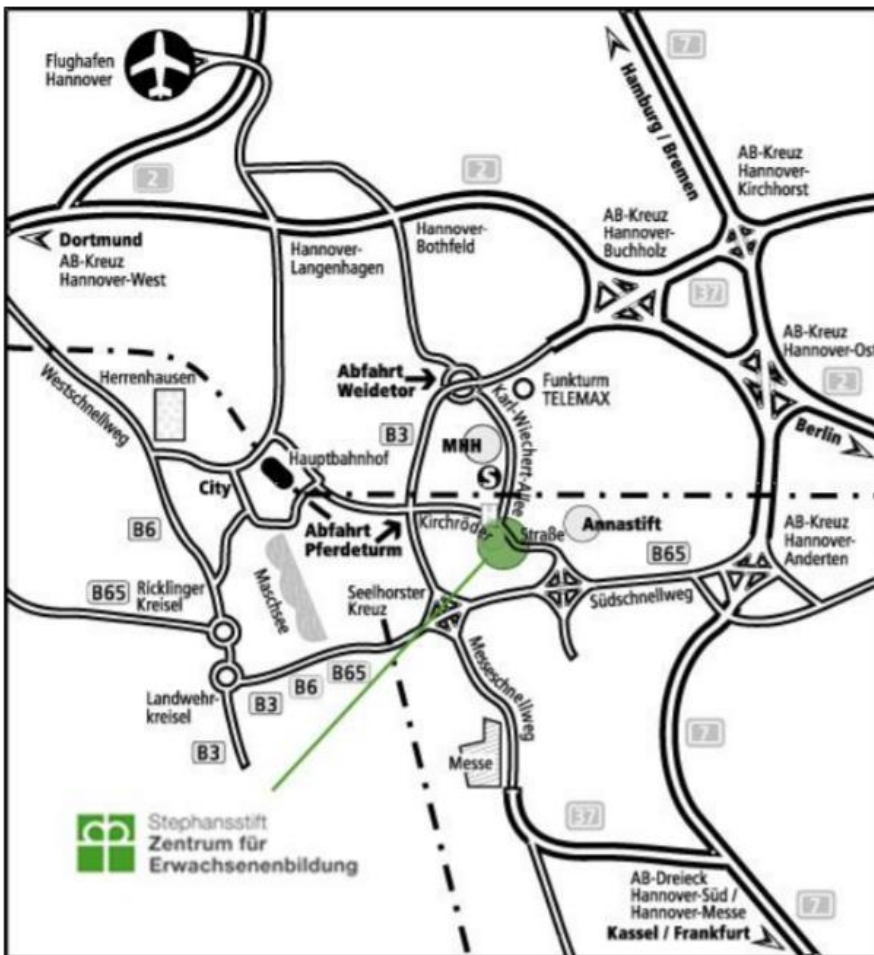 Flughafen
Hannover
7
Hamburg / Bremen
2
2
AB-Kreuz
Hannover-
Kirchhorst
AB-Kreuz
Hannover-
Buchholz
Dortmund
AB-Kreuz
Hannover-West
Hannover-
Langenhagen
Hannover-
Bothfeld
37
AB-Kreuz
Hannover-Ost
2
Berlin
Westschnellweg
Herrenhausen
Abfahrt
Weidetor
Funkturm
TELEMAX
Karl-Wiechert-Allee
B3
MHH
S
Hauptbahnhof
City
B6
Abfahrt
Pferdeturm
Kirchröder
Straße
Annastift
B65
AB-Kreuz
Hannover-
Anderten
B65
Ricklinger
Kreisel
Maschsee
Seelhorster
Kreuz
Südschnellweg
Landwehr-
kreisel
B3
B6
B65
Messeschnellweg
7
B3
Messe
37
Stephansstift
Zentrum für
Erwachsenenbildung
AB-Dreieck
Hannover-Süd /
Hannover-Messe
Kassel / Frankfurt
7